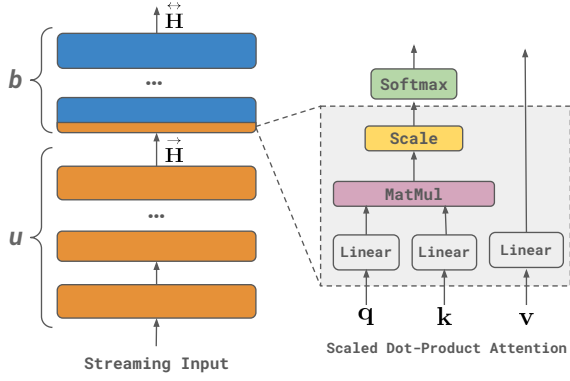 ↔
H
b
...
→
H
u
...
Streaming Input
Softmax
Scale
MatMul
Linear
Linear
Linear
q
k
v
Scaled Dot-Product Attention